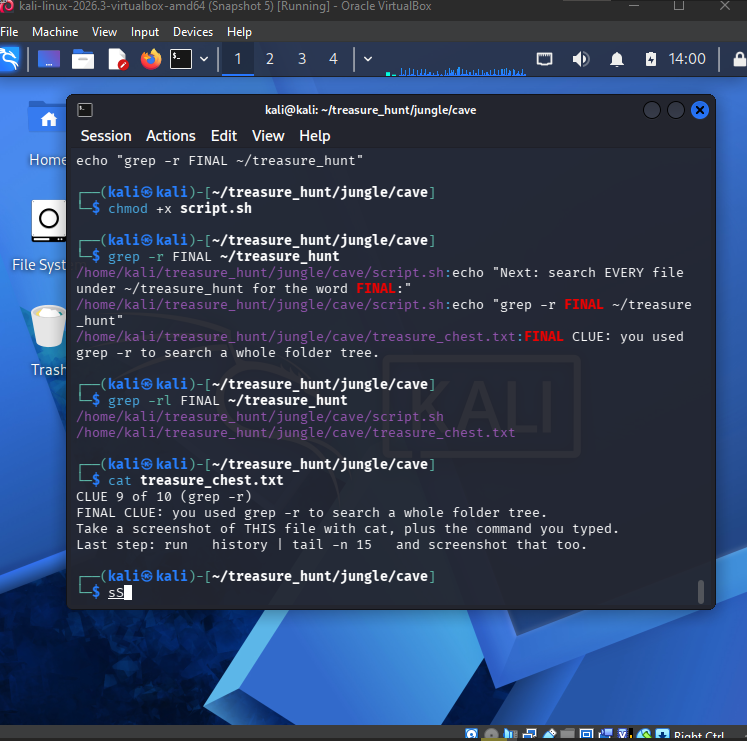 kali-linux-2026.3-virtualbox-amd64 (Snapshot 5) [Running] - Oracle VirtualBox
File Machine View Input Devices Help
1 2 3 4 14:00
kali@kali: ~/treasure_hunt/jungle/cave
Session Actions Edit View Help
echo "grep -r FINAL ~/treasure_hunt"
┌──(kali㉿kali)-[~/treasure_hunt/jungle/cave]
└─$ chmod +x script.sh
┌──(kali㉿kali)-[~/treasure_hunt/jungle/cave]
└─$ grep -r FINAL ~/treasure_hunt
/home/kali/treasure_hunt/jungle/cave/script.sh:echo "Next: search EVERY file
under ~/treasure_hunt for the word FINAL:"
/home/kali/treasure_hunt/jungle/cave/script.sh:echo "grep -r FINAL ~/treasure
_hunt"
/home/kali/treasure_hunt/jungle/cave/treasure_chest.txt:FINAL CLUE: you used
grep -r to search a whole folder tree.
┌──(kali㉿kali)-[~/treasure_hunt/jungle/cave]
└─$ grep -rl FINAL ~/treasure_hunt
/home/kali/treasure_hunt/jungle/cave/script.sh
/home/kali/treasure_hunt/jungle/cave/treasure_chest.txt
┌──(kali㉿kali)-[~/treasure_hunt/jungle/cave]
└─$ cat treasure_chest.txt
CLUE 9 of 10 (grep -r)
FINAL CLUE: you used grep -r to search a whole folder tree.
Take a screenshot of THIS file with cat, plus the command you typed.
Last step: run   history | tail -n 15   and screenshot that too.
┌──(kali㉿kali)-[~/treasure_hunt/jungle/cave]
└─$ sS
Home
File Syst
Trash
KALI
Right Ctrl